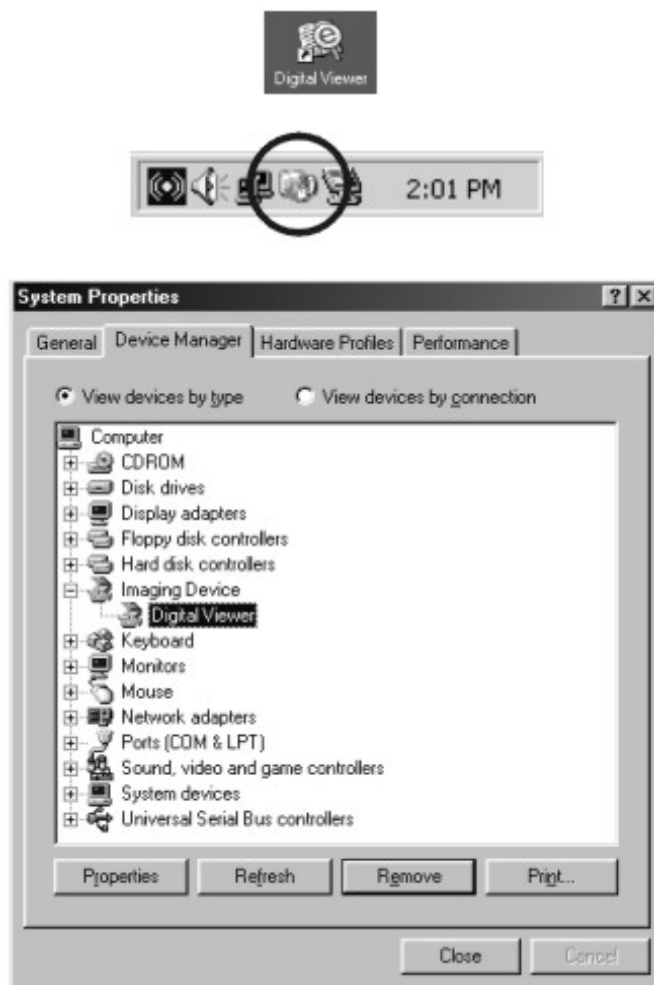 Digital Viewer
2:01 PM
System Properties
General Device Manager Hardware Profiles Performance
View devices by type View devices by connection
Computer
CDROM
Disk drives
Display adapters
Floppy disk controllers
Hard disk controllers
Imaging Device
Digital Viewer
Keyboard
Monitors
Mouse
Network adapters
Ports (COM & LPT)
Sound, video and game controllers
System devices
Universal Serial Bus controllers
Properties Refresh Remove Print...
Close Cancel